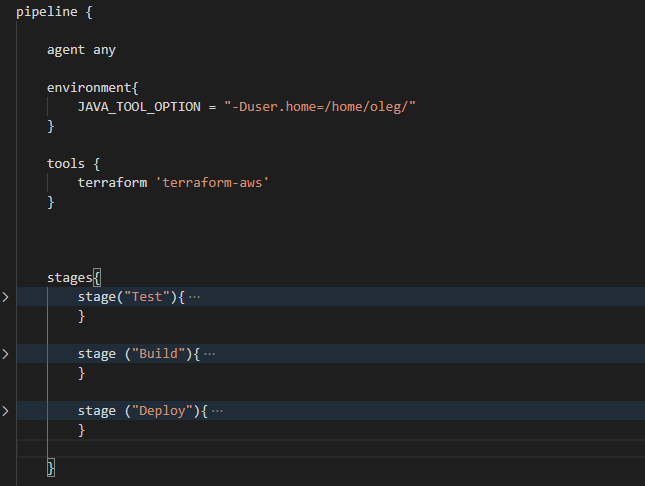 pipeline {
agent any
environment{
JAVA_TOOL_OPTION = "-Duser.home=/home/oleg/"
}
tools {
terraform 'terraform-aws'
}
stages{
stage("Test"){ ···
}
stage ("Build"){ ···
}
stage ("Deploy"){ ···
}
}